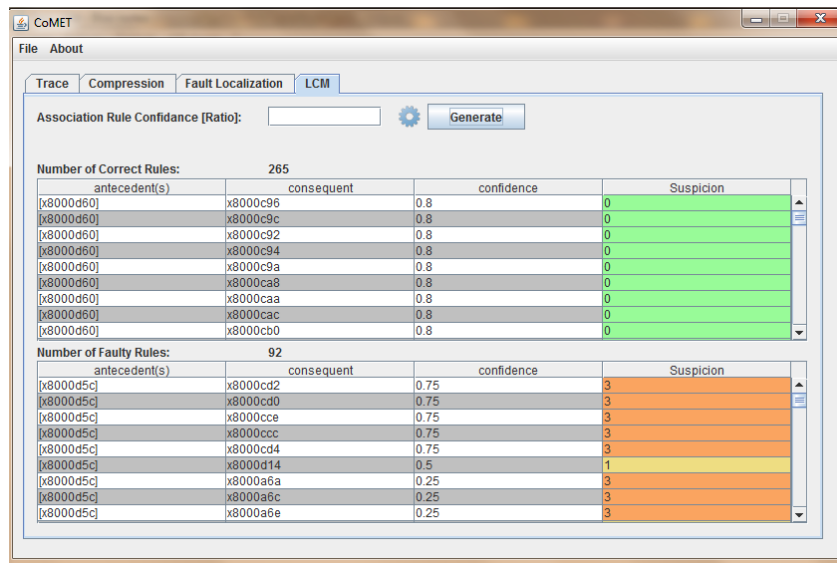 CoMET
File About
Trace Compression Fault Localization LCM
Association Rule Confidance [Ratio]: Generate
Number of Correct Rules: 265
antecedent(s) consequent confidence Suspicion
[x8000d60] x8000c96 0.8 0
[x8000d60] x8000c9c 0.8 0
[x8000d60] x8000c92 0.8 0
[x8000d60] x8000c94 0.8 0
[x8000d60] x8000c9a 0.8 0
[x8000d60] x8000ca8 0.8 0
[x8000d60] x8000caa 0.8 0
[x8000d60] x8000cac 0.8 0
[x8000d60] x8000cb0 0.8 0
Number of Faulty Rules: 92
antecedent(s) consequent confidence Suspicion
[x8000d5c] x8000cd2 0.75 3
[x8000d5c] x8000cd0 0.75 3
[x8000d5c] x8000cce 0.75 3
[x8000d5c] x8000ccc 0.75 3
[x8000d5c] x8000cd4 0.75 3
[x8000d5c] x8000d14 0.5 1
[x8000d5c] x8000a6a 0.25 3
[x8000d5c] x8000a6c 0.25 3
[x8000d5c] x8000a6e 0.25 3